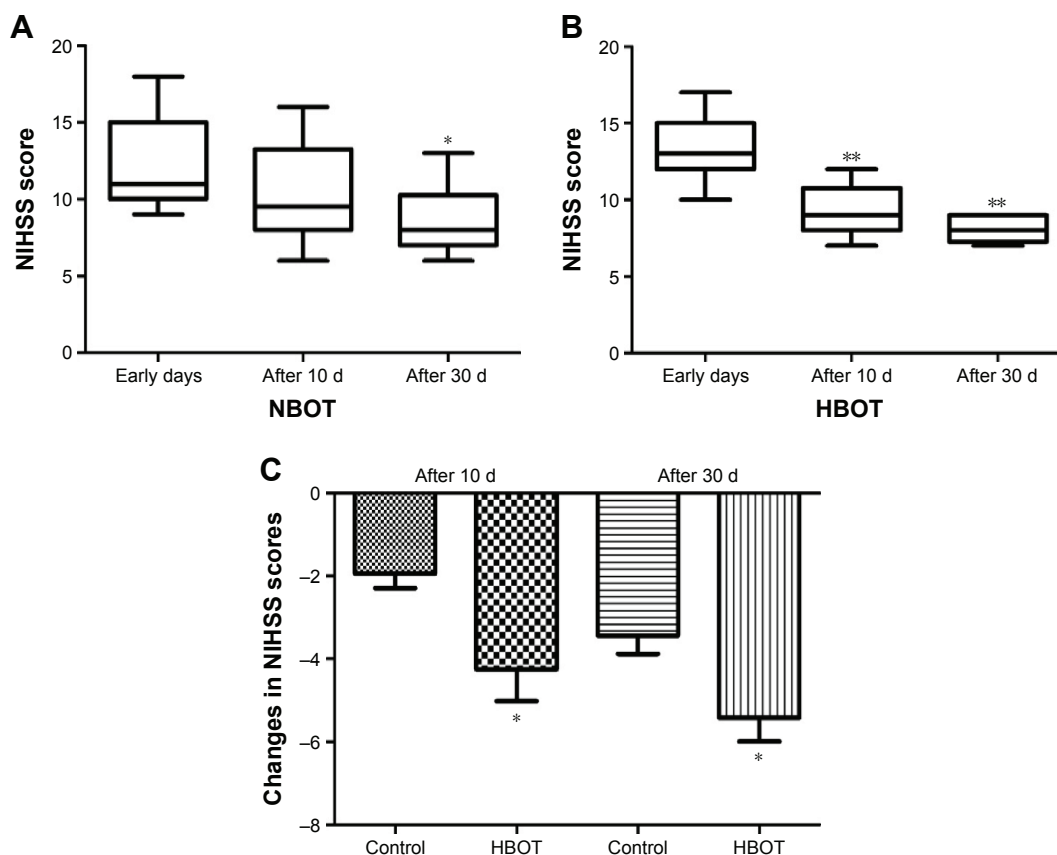 A
NIHSS score
20
15
10
5
0
*
Early days
After 10 d
After 30 d
NBOT
B
NIHSS score
20
15
10
5
0
**
**
Early days
After 10 d
After 30 d
HBOT
C
Changes in NIHSS scores
After 10 d
After 30 d
0
–2
–4
–6
–8
*
*
Control
HBOT
Control
HBOT